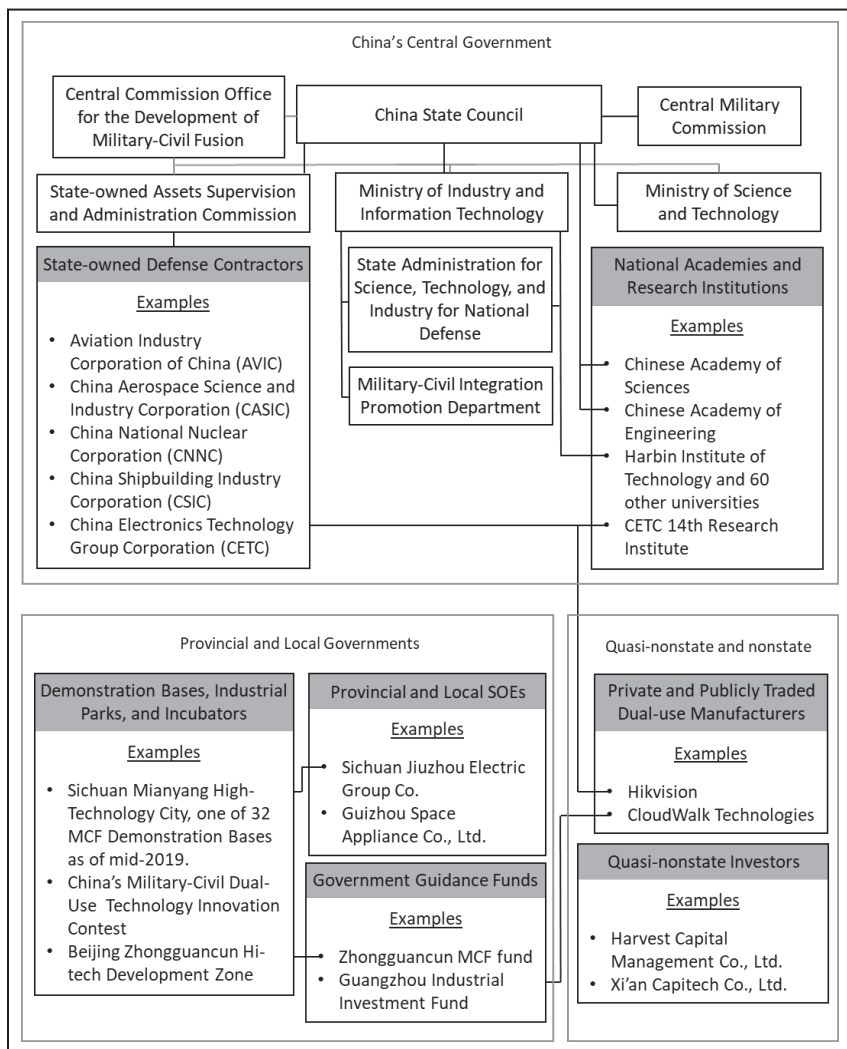 China's Central Government
Central Commission Office
for the Development of
Military-Civil Fusion
China State Council
Central Military
Commission
State-owned Assets Supervision
and Administration Commission
Ministry of Industry and
Information Technology
Ministry of Science
and Technology
State-owned Defense Contractors
Examples
• Aviation Industry
Corporation of China (AVIC)
• China Aerospace Science and
Industry Corporation (CASIC)
• China National Nuclear
Corporation (CNNC)
• China Shipbuilding Industry
Corporation (CSIC)
• China Electronics Technology
Group Corporation (CETC)
State Administration for
Science, Technology, and
Industry for National
Defense
Military-Civil Integration
Promotion Department
National Academies and
Research Institutions
Examples
• Chinese Academy of
Sciences
• Chinese Academy of
Engineering
• Harbin Institute of
Technology and 60
other universities
• CETC 14th Research
Institute
Provincial and Local Governments
Demonstration Bases, Industrial
Parks, and Incubators
Examples
• Sichuan Mianyang High-
Technology City, one of 32
MCF Demonstration Bases
as of mid-2019.
• China's Military-Civil Dual-
Use Technology Innovation
Contest
• Beijing Zhongguancun Hi-
tech Development Zone
Provincial and Local SOEs
Examples
• Sichuan Jiuzhou Electric
Group Co.
• Guizhou Space
Appliance Co., Ltd.
Government Guidance Funds
Examples
• Zhongguancun MCF fund
• Guangzhou Industrial
Investment Fund
Quasi-nonstate and nonstate
Private and Publicly Traded
Dual-use Manufacturers
Examples
• Hikvision
• CloudWalk Technologies
Quasi-nonstate Investors
Examples
• Harvest Capital
Management Co., Ltd.
• Xi'an Capitech Co., Ltd.